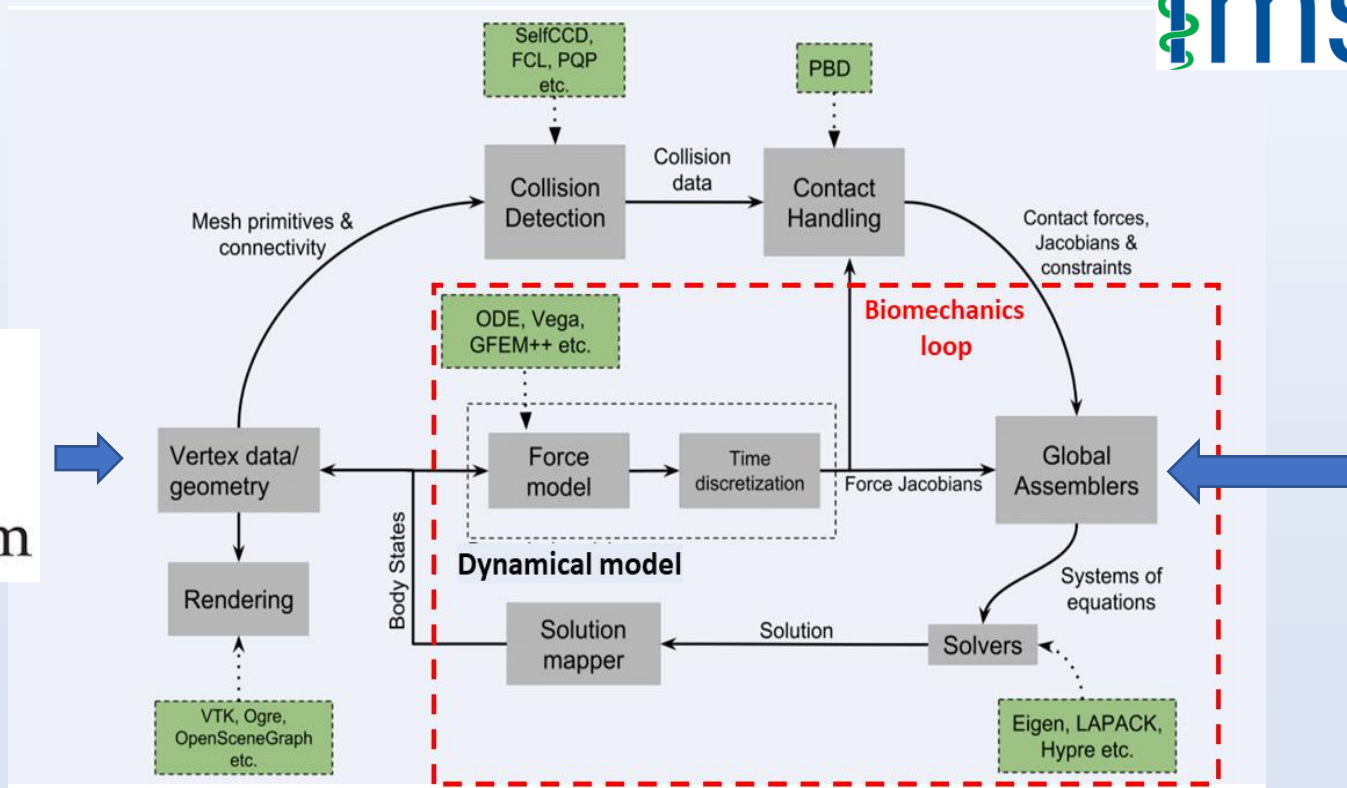 SelfCCD,
FCL, PQP
etc.
PBD
Collision
Detection
Collision
data
Contact
Handling
Mesh primitives &
connectivity
Contact forces,
Jacobians &
constraints
Biomechanics
loop
ODE, Vega,
GFEM++ etc.
Vertex data/
geometry
Force
model
Time
discretization
Force Jacobians
Global
Assemblers
Dynamical model
Body States
Rendering
Systems of
equations
Solution
mapper
Solution
Solvers
VTK, Ogre,
OpenSceneGraph
etc.
Eigen, LAPACK,
Hypre etc.